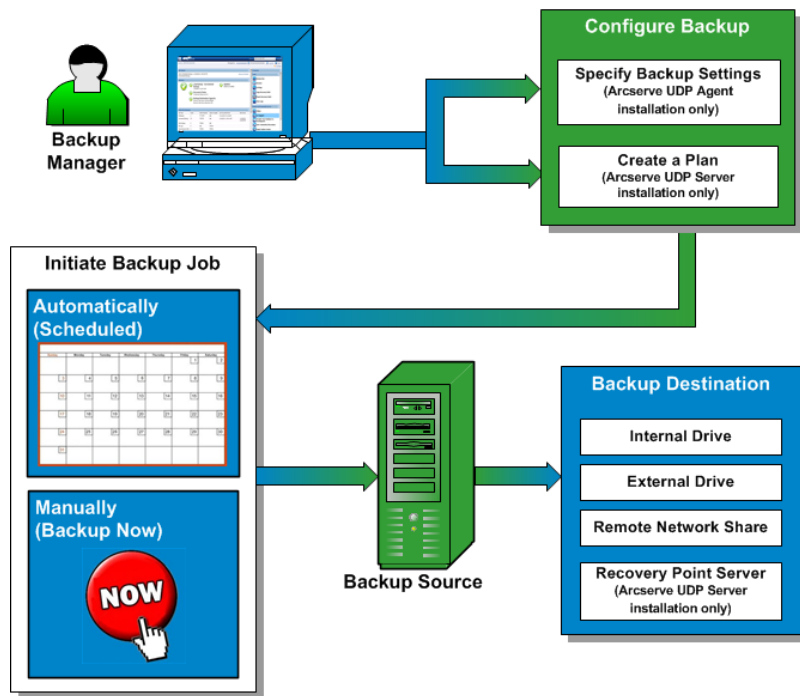 Backup
Manager
Configure Backup
Specify Backup Settings
(Arcserve UDP Agent
installation only)
Create a Plan
(Arcserve UDP Server
installation only)
Initiate Backup Job
Automatically
(Scheduled)
Manually
(Backup Now)
NOW
Backup Source
Backup Destination
Internal Drive
External Drive
Remote Network Share
Recovery Point Server
(Arcserve UDP Server
installation only)